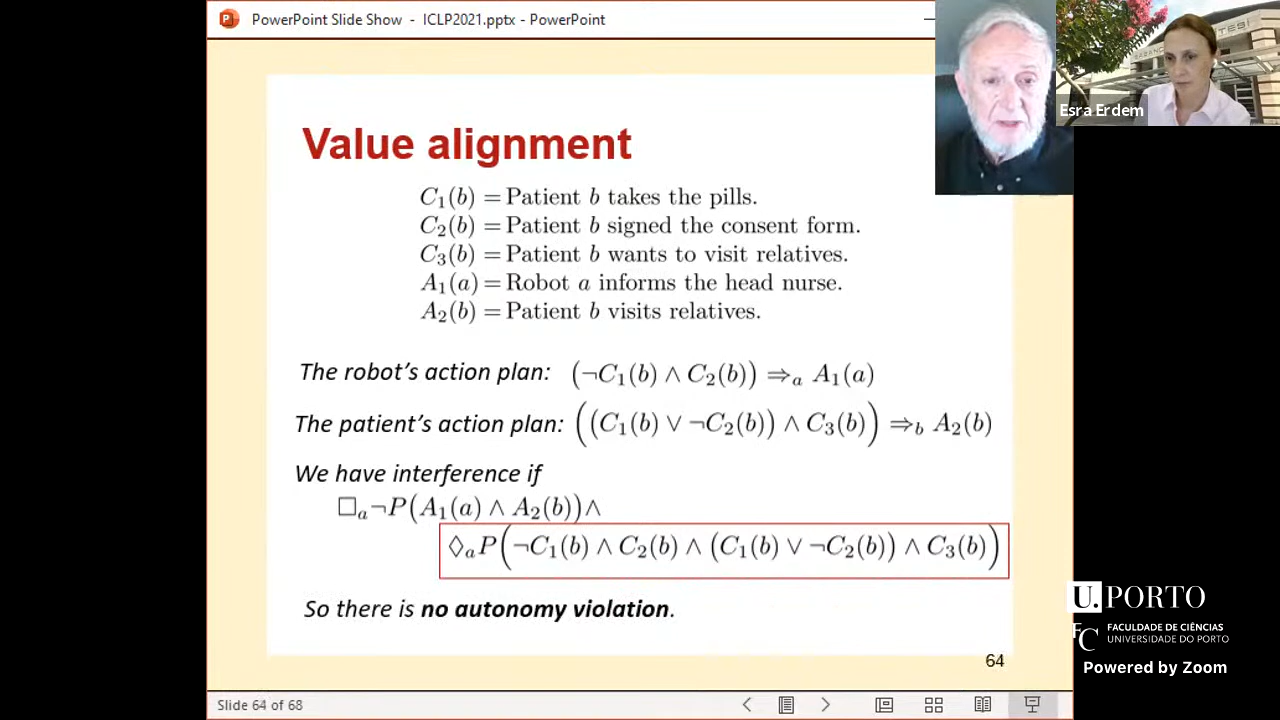 PowerPoint Slide Show - ICLP2021.pptx - PowerPoint
Esra Erdem
Value alignment
C₁(b) = Patient b takes the pills.
C₂(b) = Patient b signed the consent form.
C₃(b) = Patient b wants to visit relatives.
A₁(a) = Robot a informs the head nurse.
A₂(b) = Patient b visits relatives.
The robot's action plan: (¬C₁(b) ∧ C₂(b)) ⇒ₐ A₁(a)
The patient's action plan: ((C₁(b) ∨ ¬C₂(b)) ∧ C₃(b)) ⇒_b A₂(b)
We have interference if
□ₐ¬P(A₁(a) ∧ A₂(b))∧
◊ₐP(¬C₁(b) ∧ C₂(b) ∧ (C₁(b) ∨ ¬C₂(b)) ∧ C₃(b))
So there is no autonomy violation.
64
U. PORTO
FC FACULDADE DE CIÊNCIAS
UNIVERSIDADE DO PORTO
Powered by Zoom
Slide 64 of 68